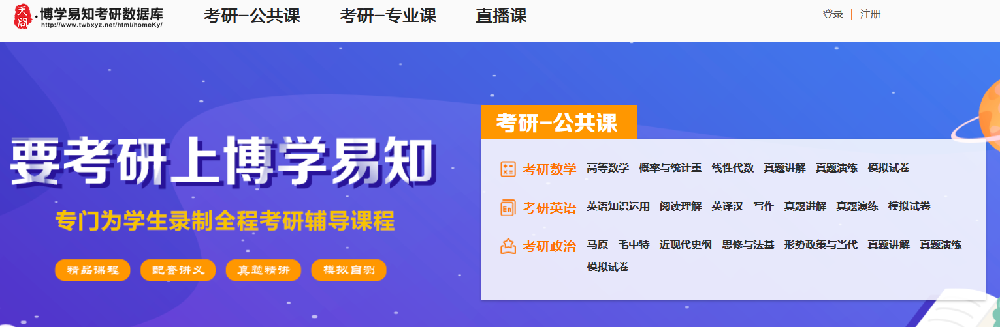 天问·博学易知考研数据库
http://www.twbxyz.net/html/homeKy/
考研-公共课 考研-专业课 直播课
登录 | 注册
要考研上博学易知
专门为学生录制全程考研辅导课程
精品课程 配套讲义 真题精讲 模拟自测
考研-公共课
考研数学 高等数学 概率与统计重 线性代数 真题讲解 真题演练 模拟试卷
En 考研英语 英语知识运用 阅读理解 英译汉 写作 真题讲解 真题演练 模拟试卷
考研政治 马原 毛中特 近现代史纲 思修与法基 形势政策与当代 真题讲解 真题演练
模拟试卷